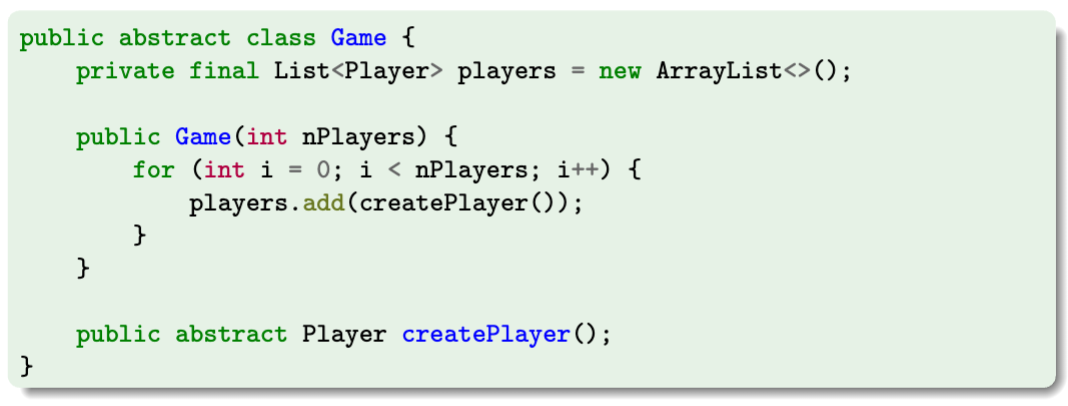 public abstract class Game {
    private final List<Player> players = new ArrayList<>();

    public Game(int nPlayers) {
        for (int i = 0; i < nPlayers; i++) {
            players.add(createPlayer());
        }
    }

    public abstract Player createPlayer();
}